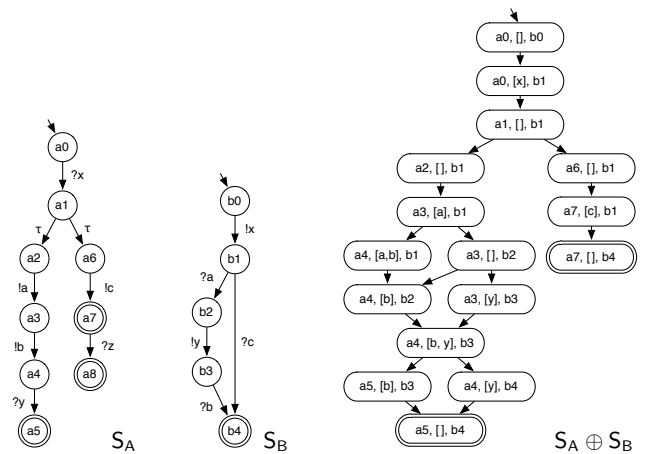 a0, [], b0
a0, [x], b1
a1, [], b1
a2, [], b1
a6, [], b1
a3, [a], b1
a7, [c], b1
a4, [a,b], b1
a3, [], b2
a7, [], b4
a4, [b], b2
a3, [y], b3
a4, [b, y], b3
a5, [b], b3
a4, [y], b4
a5, [], b4
S_A ⊕ S_B
a0
?x
a1
τ
τ
a2
a6
!a
!c
a3
a7
!b
?z
a4
a8
?y
a5
S_A
b0
!x
b1
?a
b2
!y
?c
b3
?b
b4
S_B